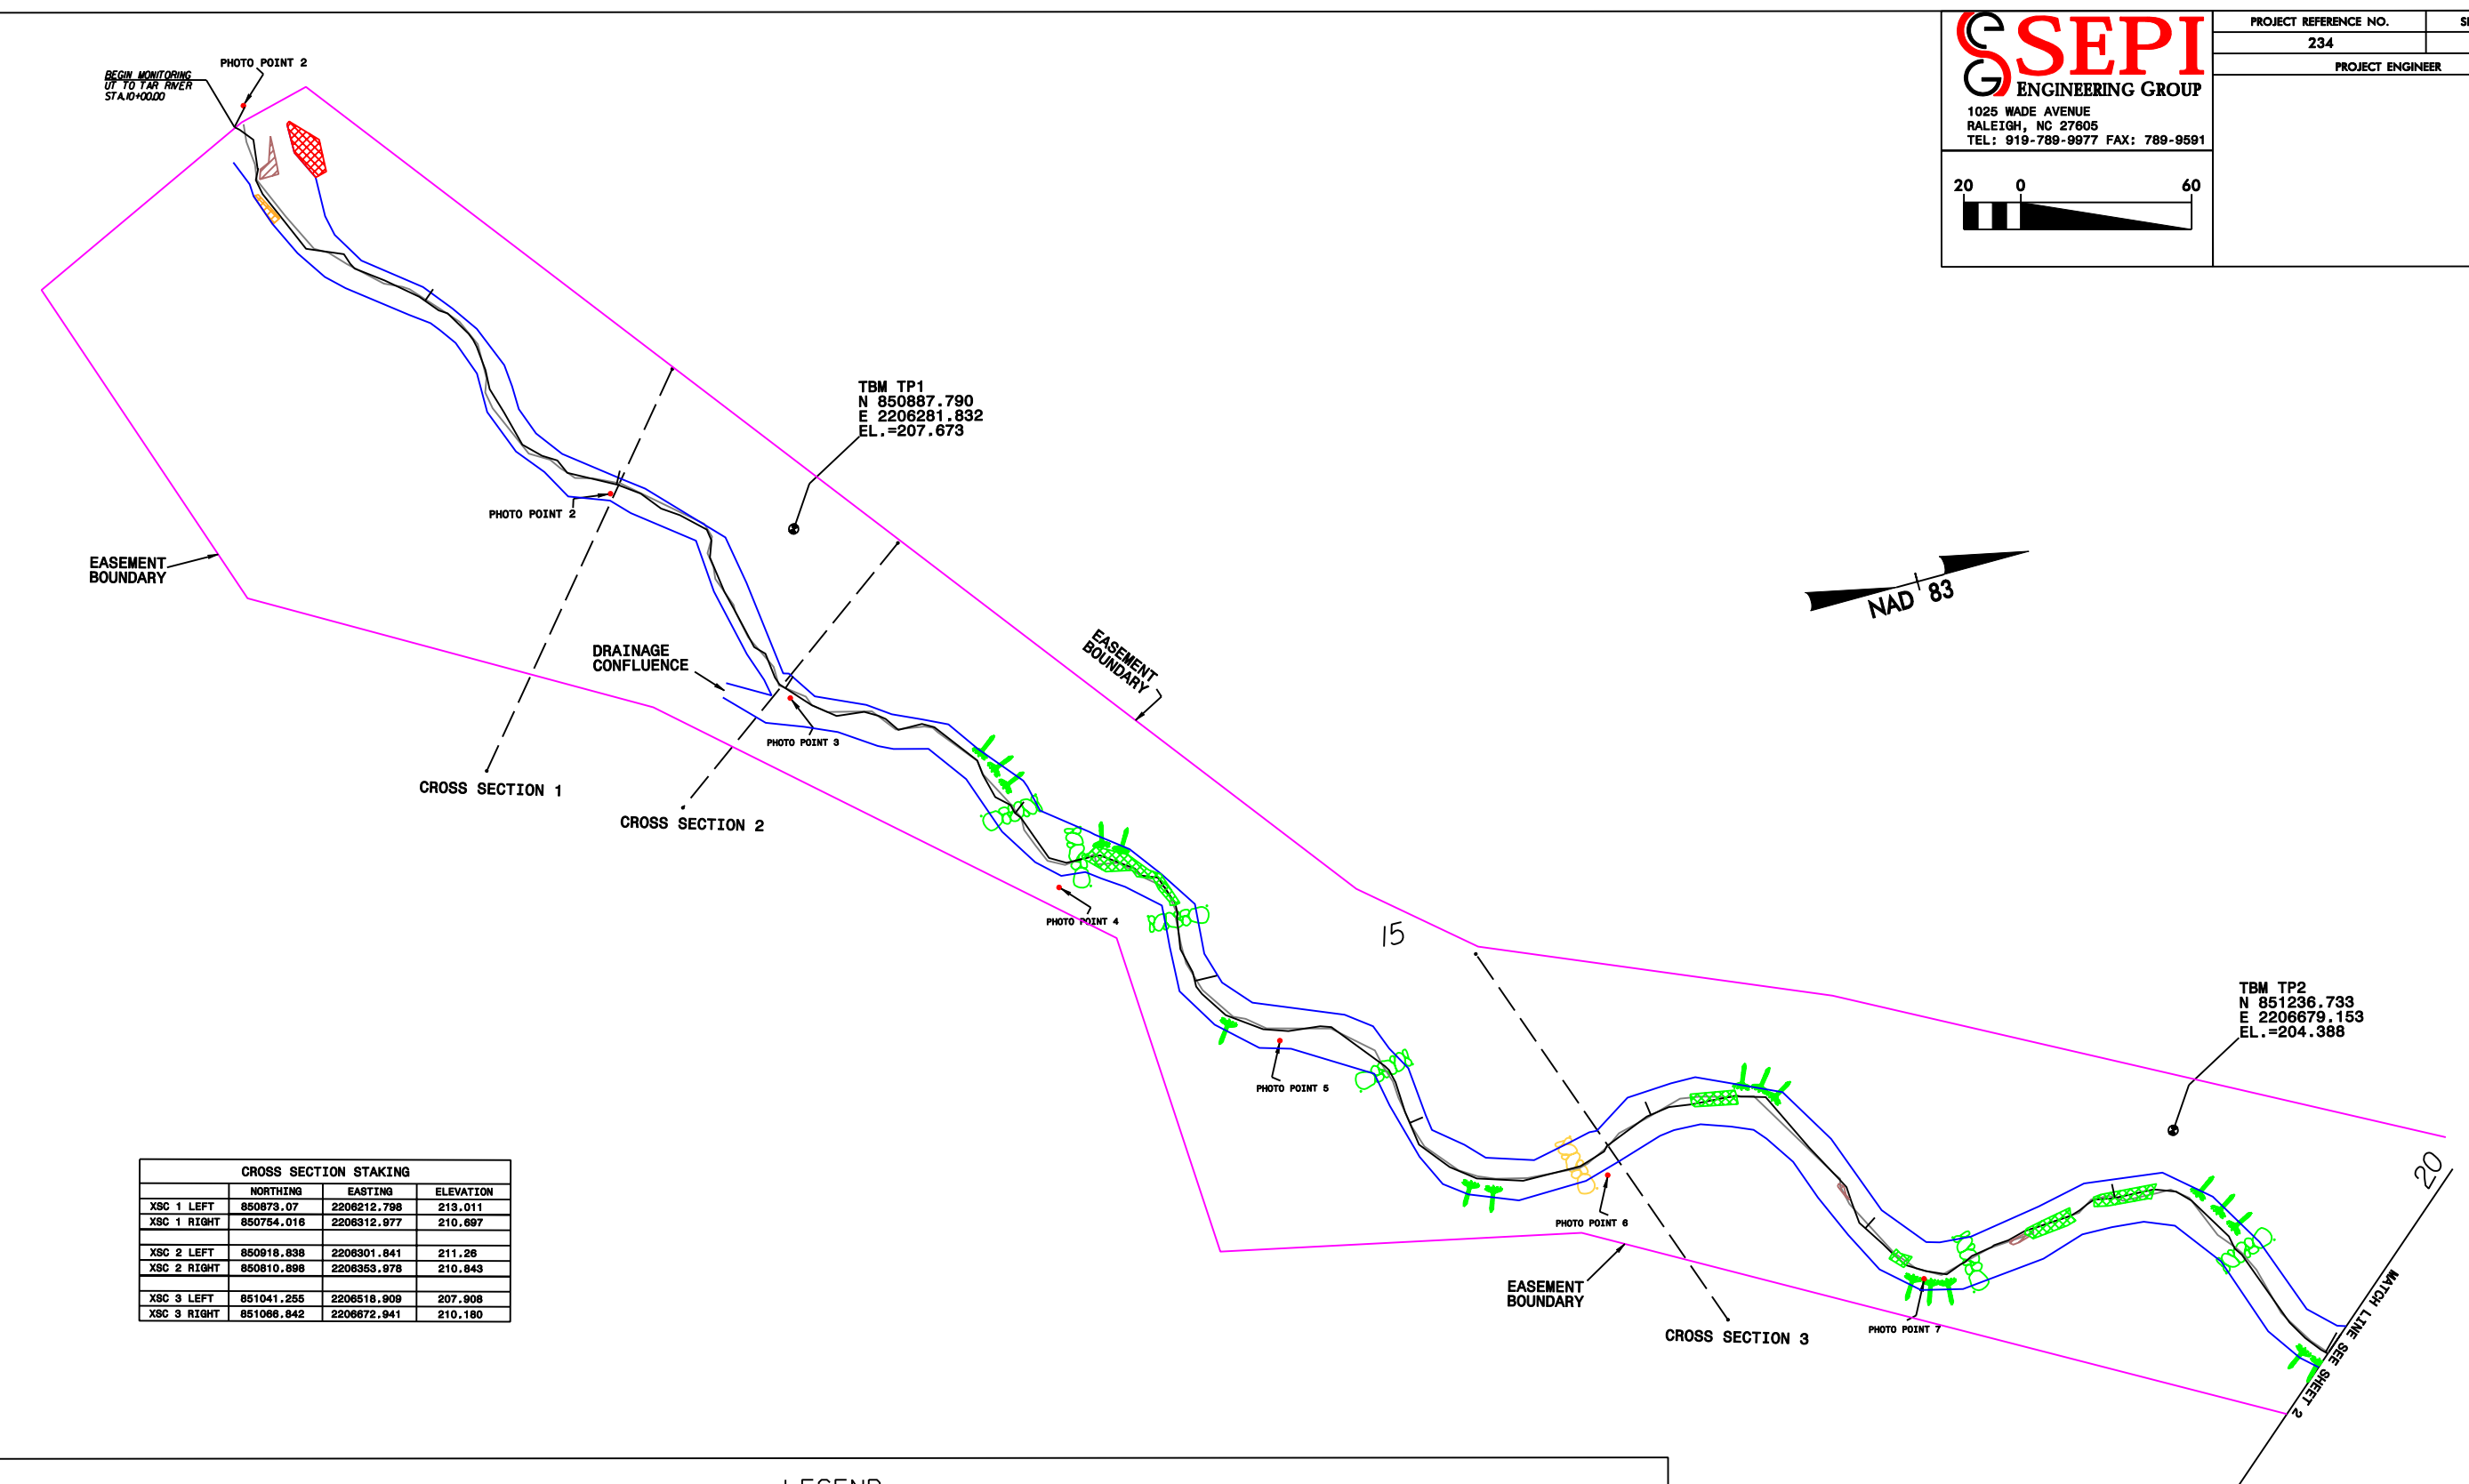 SEPI
ENGINEERING GROUP
1025 WADE AVENUE
RALEIGH, NC 27605
TEL: 919-789-9977 FAX: 789-9591
PROJECT REFERENCE NO.
234
PROJECT ENGINEER
20 0 60
PHOTO POINT 2
BEGIN MONITORING
UT TO TAR RIVER
STA.10+00.00
TBM TP1
N 850887.790
E 2206281.832
EL.=207.673
PHOTO POINT 2
EASEMENT
BOUNDARY
NAD 83
DRAINAGE
CONFLUENCE
EASEMENT
BOUNDARY
PHOTO POINT 3
CROSS SECTION 1
CROSS SECTION 2
PHOTO POINT 4
15
TBM TP2
N 851236.733
E 2206679.153
EL.=204.388
PHOTO POINT 5
20
PHOTO POINT 6
EASEMENT
BOUNDARY
CROSS SECTION 3
PHOTO POINT 7
MATCH LINE SEE SHEET 2
CROSS SECTION STAKING
NORTHING EASTING ELEVATION
XSC 1 LEFT 850873.07 2206212.798 213.011
XSC 1 RIGHT 850754.016 2206312.977 210.697
XSC 2 LEFT 850918.838 2206301.841 211.26
XSC 2 RIGHT 850810.898 2206353.978 210.843
XSC 3 LEFT 851041.255 2206518.909 207.908
XSC 3 RIGHT 851066.842 2206672.941 210.180
LEGEND